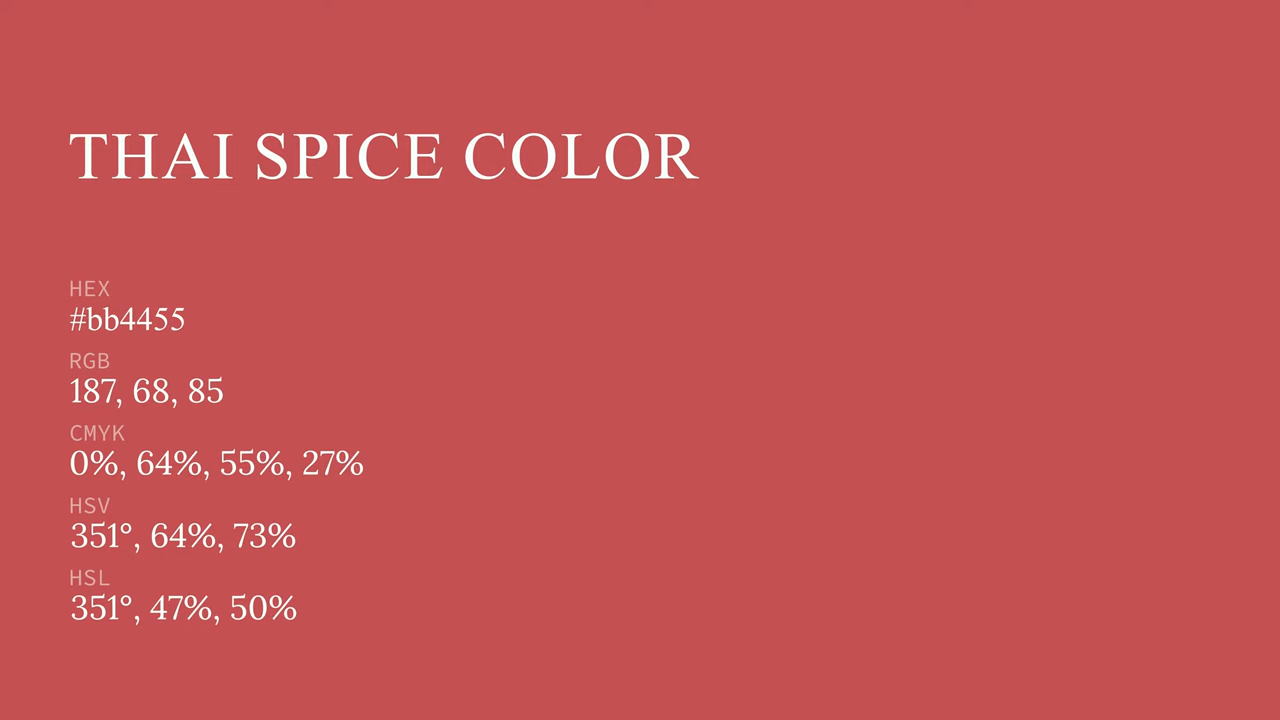 THAI SPICE COLOR
HEX
#bb4455
RGB
187, 68, 85
CMYK
0%, 64%, 55%, 27%
HSV
351°, 64%, 73%
HSL
351°, 47%, 50%